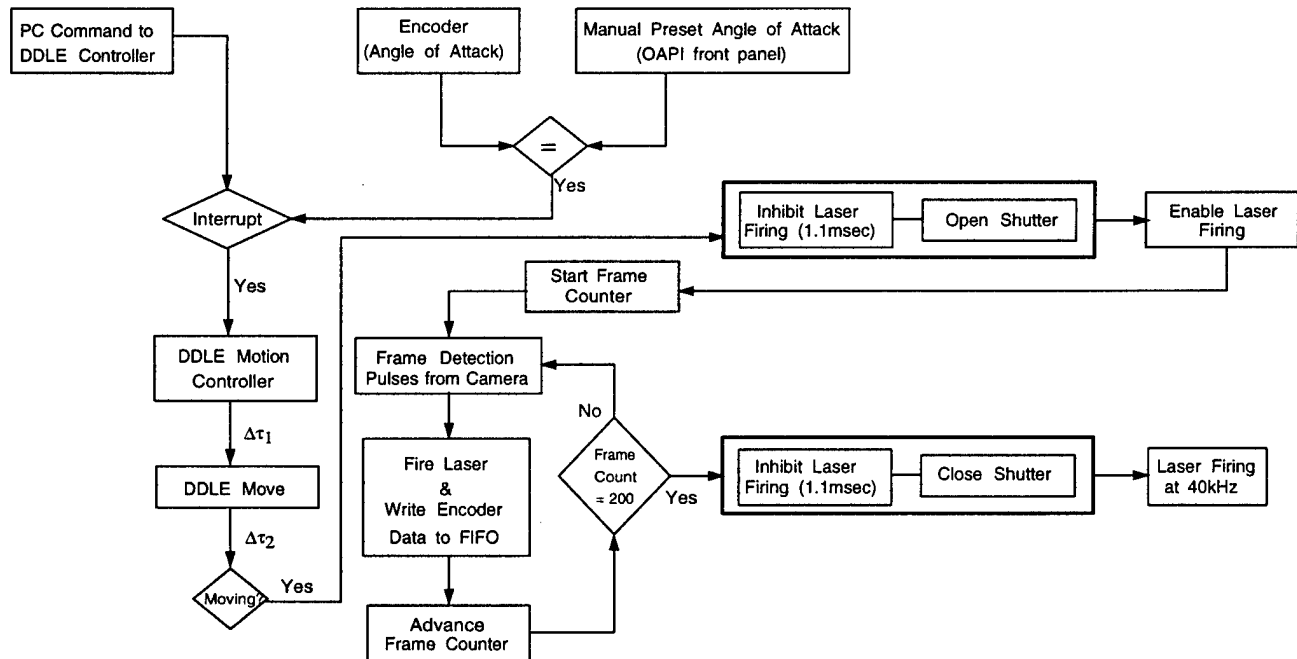 PC Command to
DDLE Controller
Encoder
(Angle of Attack)
Manual Preset Angle of Attack
(OAPI front panel)
=
Yes
Interrupt
Yes
Inhibit Laser
Firing (1.1msec)
Open Shutter
Enable Laser
Firing
Start Frame
Counter
DDLE Motion
Controller
Frame Detection
Pulses from Camera
Δτ1
No
DDLE Move
Fire Laser
&
Write Encoder
Data to FIFO
Frame
Count
= 200
Yes
Inhibit Laser
Firing (1.1msec)
Close Shutter
Laser Firing
at 40kHz
Δτ2
Moving?
Yes
Advance
Frame Counter